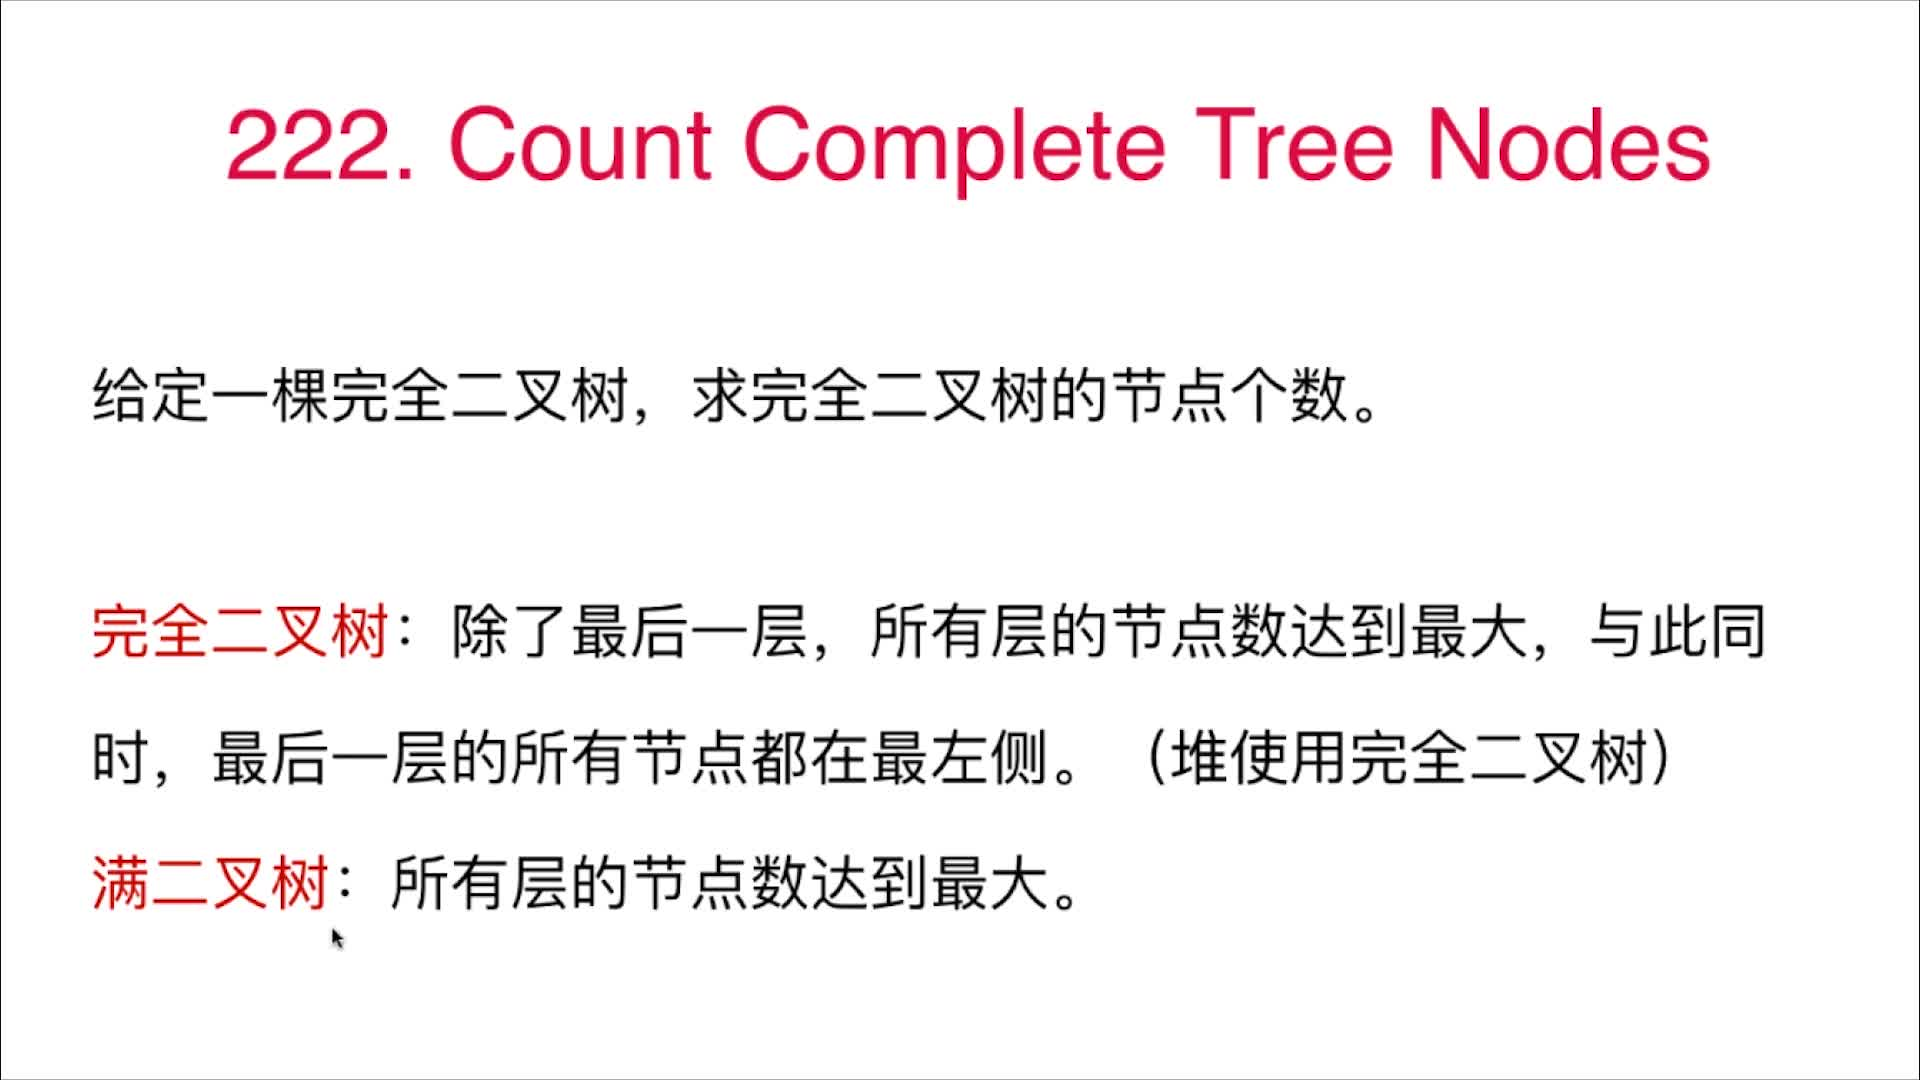 222. Count Complete Tree Nodes
给定一棵完全二叉树，求完全二叉树的节点个数。
完全二叉树：除了最后一层，所有层的节点数达到最大，与此同
时，最后一层的所有节点都在最左侧。（堆使用完全二叉树）
满二叉树：所有层的节点数达到最大。